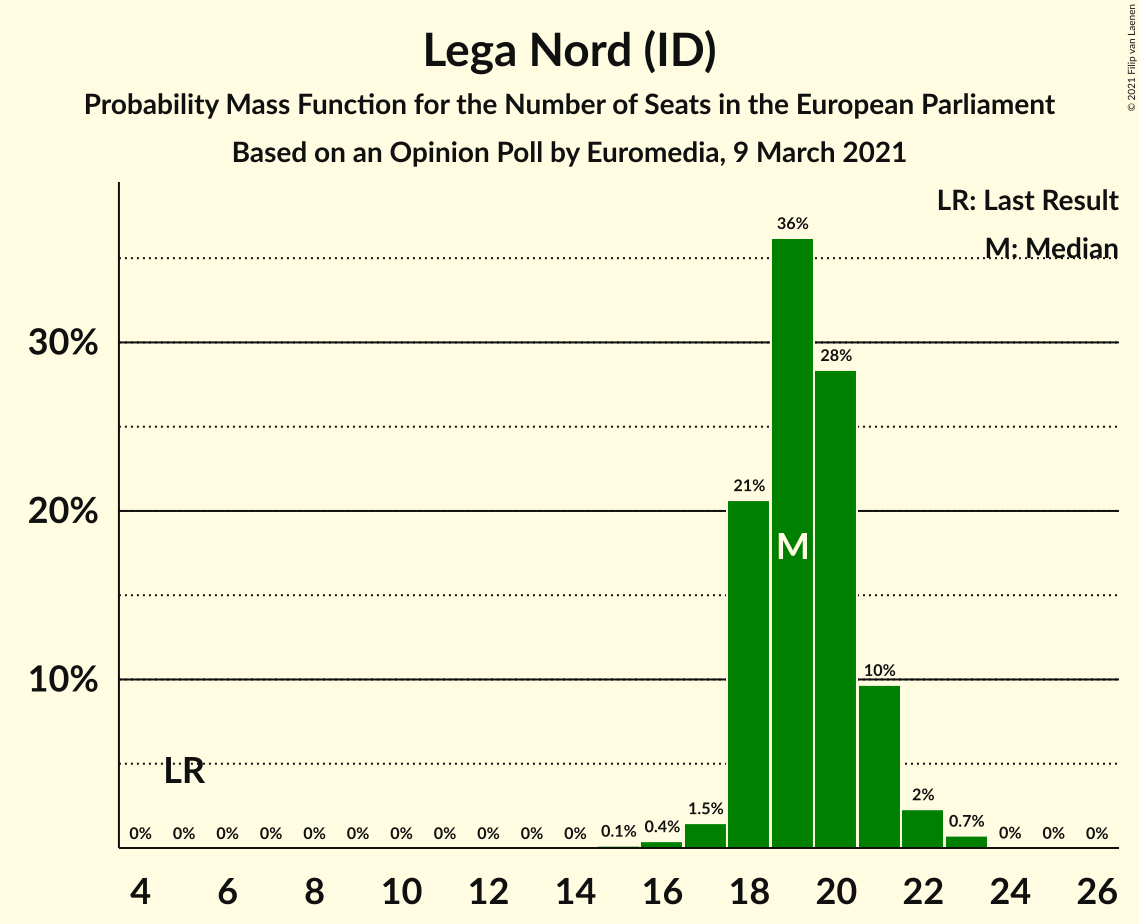 Lega Nord (ID)
Probability Mass Function for the Number of Seats in the European Parliament
Based on an Opinion Poll by Euromedia, 9 March 2021
© 2021 Filip van Laenen
LR: Last Result
M: Median
30%
20%
10%
36%
28%
21%
M
10%
LR
0% 0% 0% 0% 0% 0% 0% 0% 0% 0% 0% 0.1% 0.4% 1.5% 2% 0.7% 0% 0% 0%
4 6 8 10 12 14 16 18 20 22 24 26